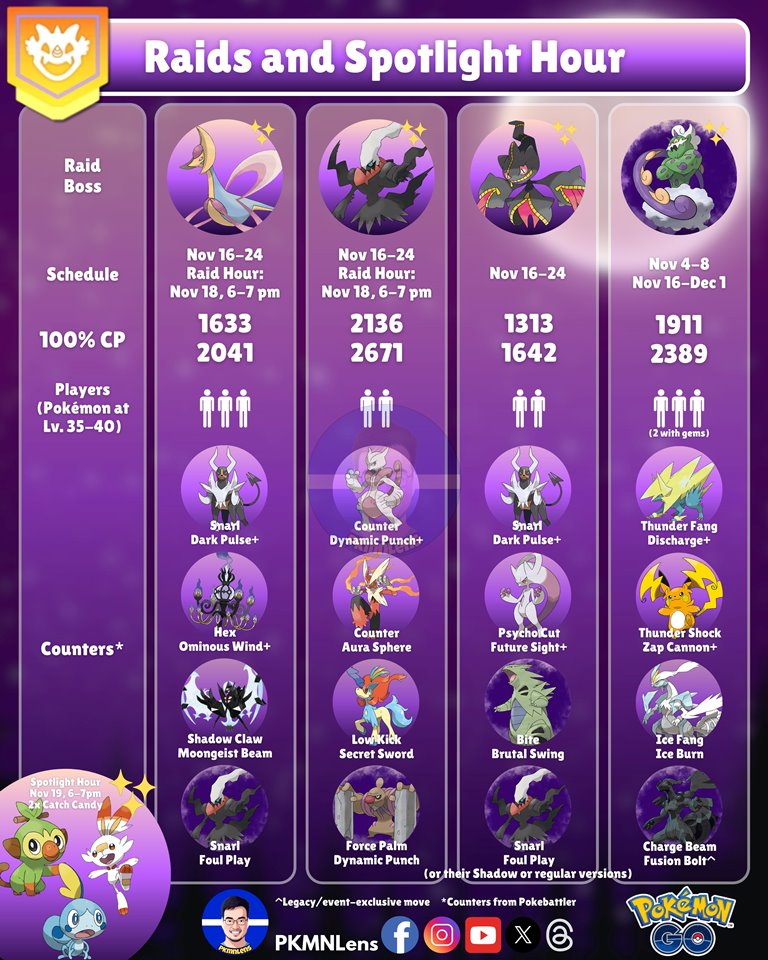 Raids and Spotlight Hour
Raid
Boss
Schedule
Nov 16-24
Raid Hour:
Nov 18, 6-7 pm
Nov 16-24
Raid Hour:
Nov 18, 6-7 pm
Nov 16-24
Nov 4-8
Nov 16-Dec 1
100% CP
1633
2041
2136
2671
1313
1642
1911
2389
Players
(Pokémon at
Lv. 35-40)
(2 with gems)
Counters*
Snarl
Dark Pulse+
Counter
Dynamic Punch+
Snarl
Dark Pulse+
Thunder Fang
Discharge+
Hex
Ominous Wind+
Counter
Aura Sphere
Psycho Cut
Future Sight+
Thunder Shock
Zap Cannon+
Shadow Claw
Moongeist Beam
Low Kick
Secret Sword
Bite
Brutal Swing
Ice Fang
Ice Burn
Snarl
Foul Play
Force Palm
Dynamic Punch
Snarl
Foul Play
Charge Beam
Fusion Bolt^
(or their Shadow or regular versions)
Spotlight Hour
Nov 19, 6-7pm
2x Catch Candy
^Legacy/event-exclusive move *Counters from Pokebattler
PKMNLens
PKMNLens
POKÉMON
GO
PKMNLens